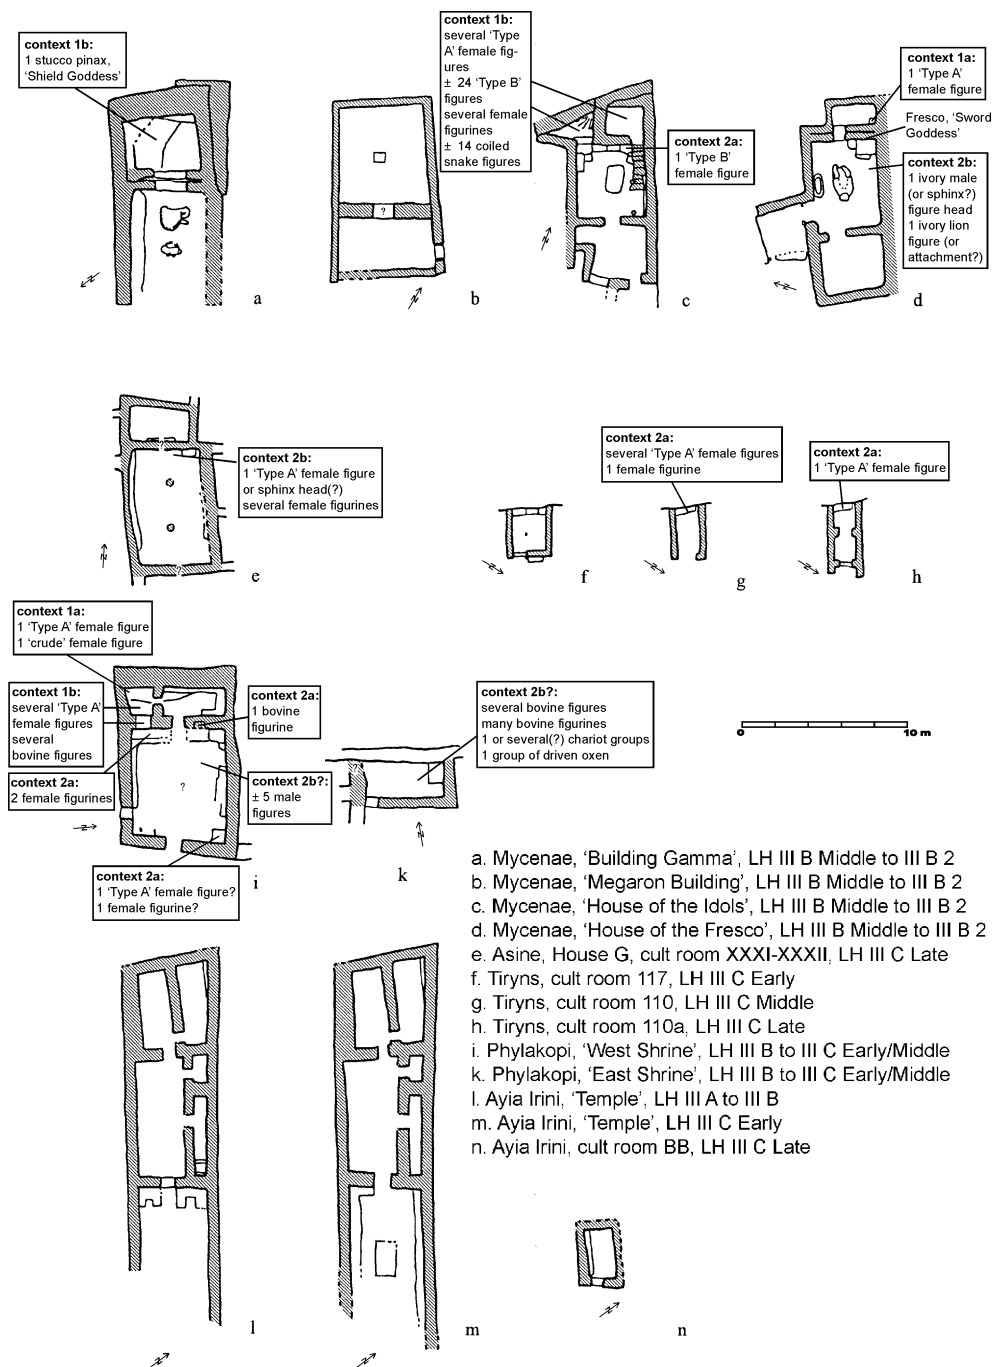 context 1b:
1 stucco pinax,
‘Shield Goddess’
a
?
b
context 1b:
several ‘Type
A’ female fig-
ures
± 24 ‘Type B’
figures
several female
figurines
± 14 coiled
snake figures
context 2a:
1 ‘Type B’
female figure
c
context 1a:
1 ‘Type A’
female figure
Fresco, ‘Sword
Goddess’
context 2b:
1 ivory male
(or sphinx?)
figure head
1 ivory lion
figure (or
attachment?)
d
?
context 2b:
1 ‘Type A’ female figure
or sphinx head(?)
several female figurines
?
e
f
context 2a:
several ‘Type A’ female figures
1 female figurine
g
context 2a:
1 ‘Type A’ female figure
h
context 1a:
1 ‘Type A’ female figure
1 ‘crude’ female figure
context 1b:
several ‘Type A’
female figures
several
bovine figures
context 2a:
2 female figurines
context 2a:
1 bovine
figurine
?
context 2b?:
± 5 male
figures
context 2a:
1 ‘Type A’ female figure?
1 female figurine?
i
context 2b?:
several bovine figures
many bovine figurines
1 or several(?) chariot groups
1 group of driven oxen
?
k
0 10 m
a. Mycenae, ‘Building Gamma’, LH III B Middle to III B 2
b. Mycenae, ‘Megaron Building’, LH III B Middle to III B 2
c. Mycenae, ‘House of the Idols’, LH III B Middle to III B 2
d. Mycenae, ‘House of the Fresco’, LH III B Middle to III B 2
e. Asine, House G, cult room XXXI-XXXII, LH III C Late
f. Tiryns, cult room 117, LH III C Early
g. Tiryns, cult room 110, LH III C Middle
h. Tiryns, cult room 110a, LH III C Late
i. Phylakopi, ‘West Shrine’, LH III B to III C Early/Middle
k. Phylakopi, ‘East Shrine’, LH III B to III C Early/Middle
l. Ayia Irini, ‘Temple’, LH III A to III B
m. Ayia Irini, ‘Temple’, LH III C Early
n. Ayia Irini, cult room BB, LH III C Late
l
m
n